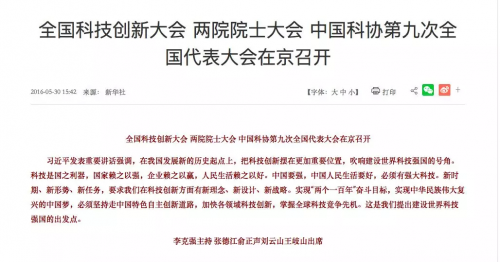 全国科技创新大会 两院院士大会 中国科协第九次全
国代表大会在京召开
2016-05-30 15:42 来源：新华社 【字体：大 中 小】 打印
全国科技创新大会 两院院士大会 中国科协第九次全国代表大会在京召开
习近平发表重要讲话强调，在我国发展新的历史起点上，把科技创新摆在更加重要位置，吹响建设世界科技强国的号角。
科技是国之利器，国家赖之以强，企业赖之以赢，人民生活赖之以好。中国要强，中国人民生活要好，必须有强大科技。新时
期、新形势、新任务，要求我们在科技创新方面有新理念、新设计、新战略。实现“两个一百年”奋斗目标，实现中华民族伟大复
兴的中国梦，必须坚持走中国特色自主创新道路，加快各领域科技创新，掌握全球科技竞争先机。这是我们提出建设世界科技
强国的出发点。
李克强主持 张德江俞正声刘云山王岐山出席